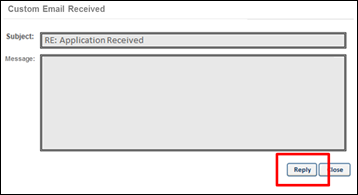 Custom Email Received
Subject: RE: Application Received
Message:
Reply Close